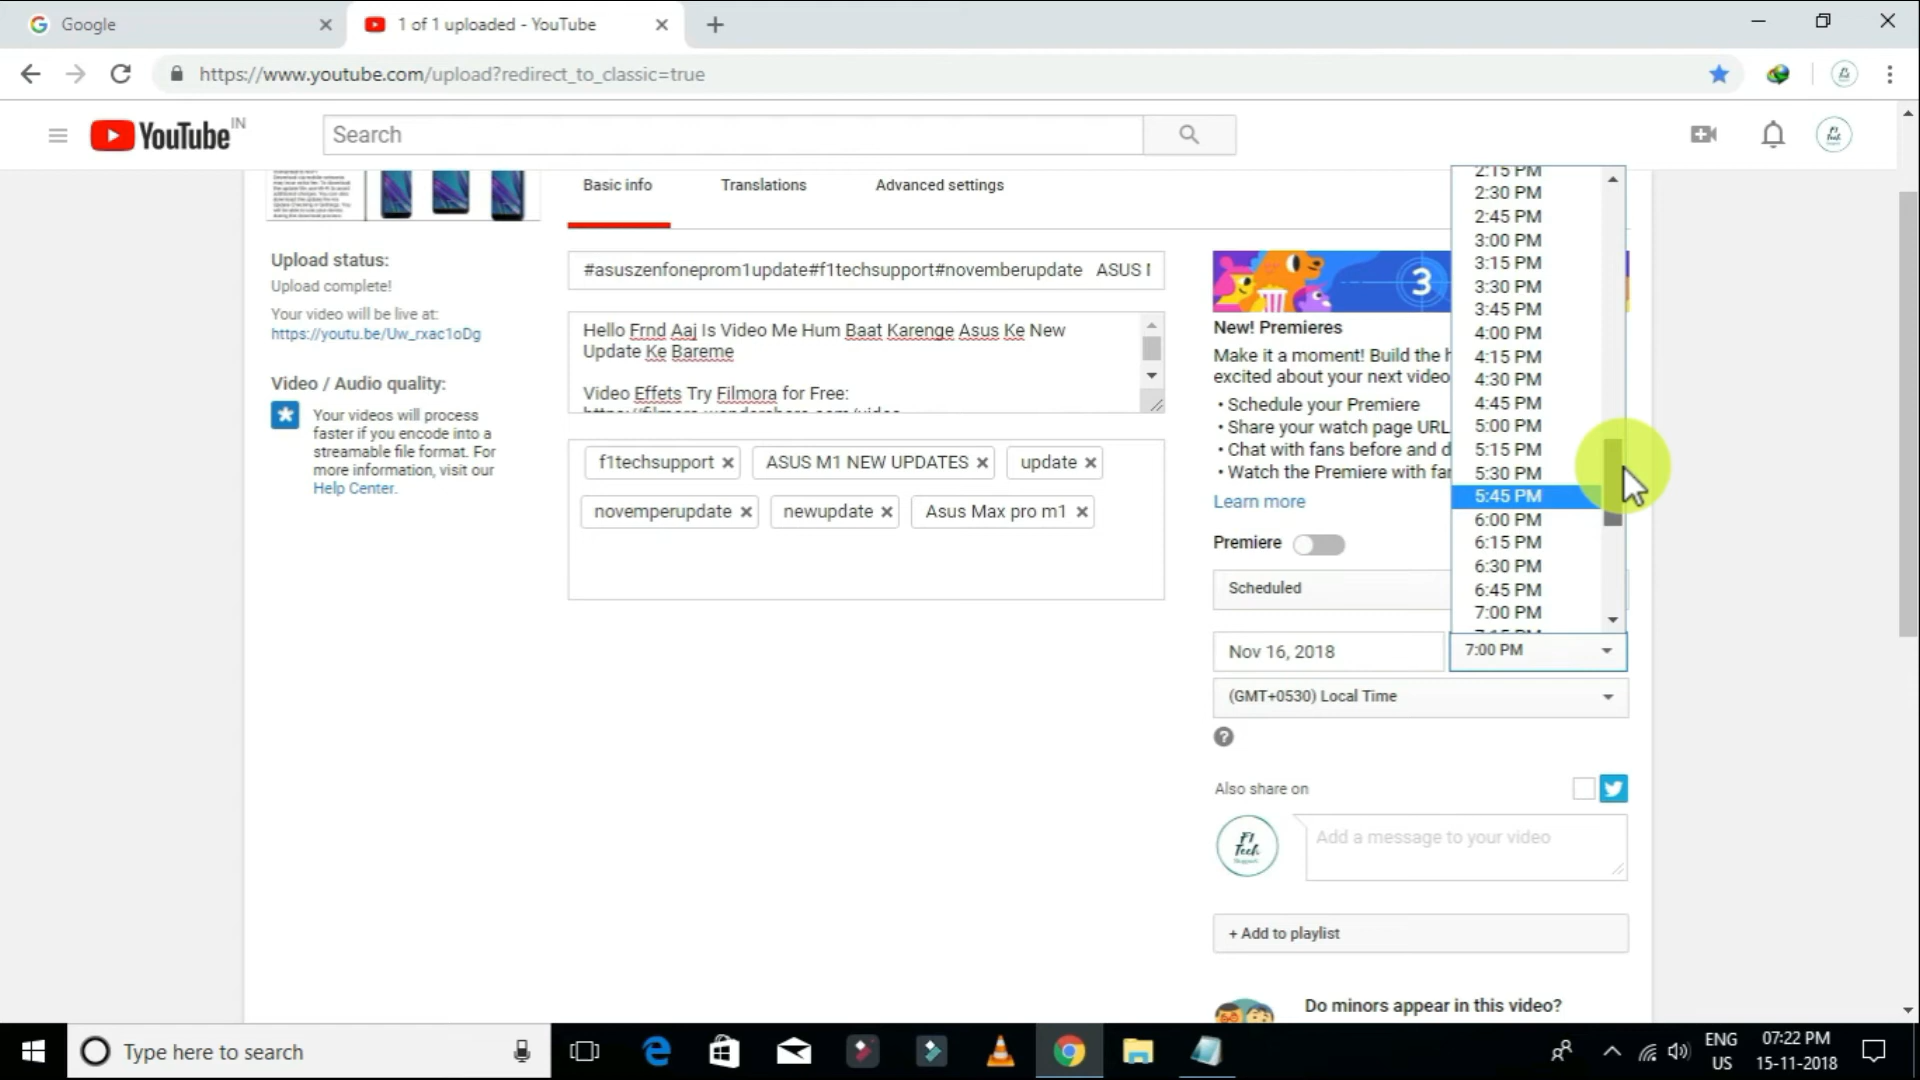 Google
1 of 1 uploaded - YouTube
https://www.youtube.com/upload?redirect_to_classic=true
YouTube IN
Search
Basic info
Translations
Advanced settings
Upload status:
Upload complete!
Your video will be live at:
https://youtu.be/Uw_rxac1oDg
Video / Audio quality:
Your videos will process
faster if you encode into a
streamable file format. For
more information, visit our
Help Center.
#asuszenfoneprom1update#f1techsupport#novemberupdate ASUS
Hello Frnd Aaj Is Video Me Hum Baat Karenge Asus Ke New
Update Ke Bareme
Video Effets Try Filmora for Free:
f1techsupport
ASUS M1 NEW UPDATES
update
novemperupdate
newupdate
Asus Max pro m1
3
New! Premieres
Make it a moment! Build the
excited about your next video
• Schedule your Premiere
• Share your watch page URL
• Chat with fans before and
• Watch the Premiere with
Learn more
Premiere
Scheduled
2:15 PM
2:30 PM
2:45 PM
3:00 PM
3:15 PM
3:30 PM
3:45 PM
4:00 PM
4:15 PM
4:30 PM
4:45 PM
5:00 PM
5:15 PM
5:30 PM
5:45 PM
6:00 PM
6:15 PM
6:30 PM
6:45 PM
7:00 PM
Nov 16, 2018
7:00 PM
(GMT+0530) Local Time
Also share on
F1
Tech
Support
Add a message to your video
+ Add to playlist
Do minors appear in this video?
Type here to search
ENG
US
07:22 PM
15-11-2018